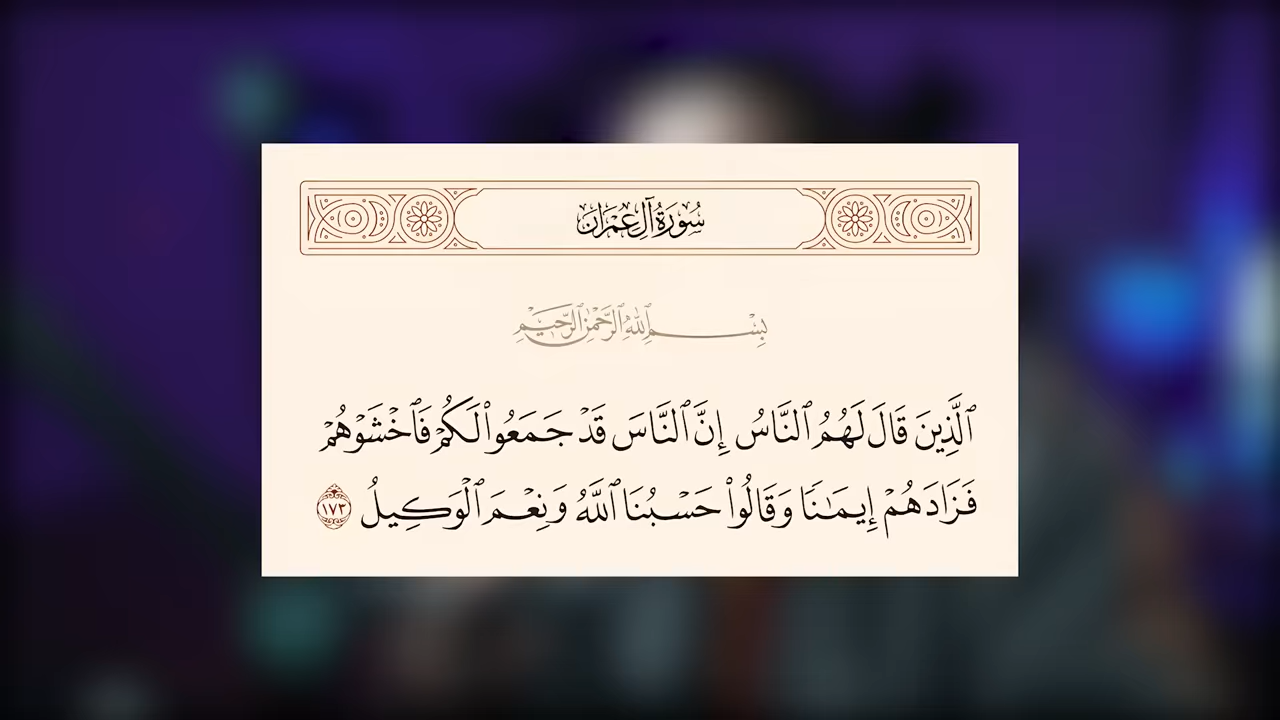 سُورَةُ آلِ عِمْرَانَ
بِسْمِ ٱللَّهِ ٱلرَّحْمَٰنِ ٱلرَّحِيمِ
ٱلَّذِينَ قَالَ لَهُمُ ٱلنَّاسُ إِنَّ ٱلنَّاسَ قَدْ جَمَعُوا۟ لَكُمْ فَٱخْشَوْهُمْ
فَزَادَهُمْ إِيمَٰنًا وَقَالُوا۟ حَسْبُنَا ٱللَّهُ وَنِعْمَ ٱلْوَكِيلُ ١٧٣